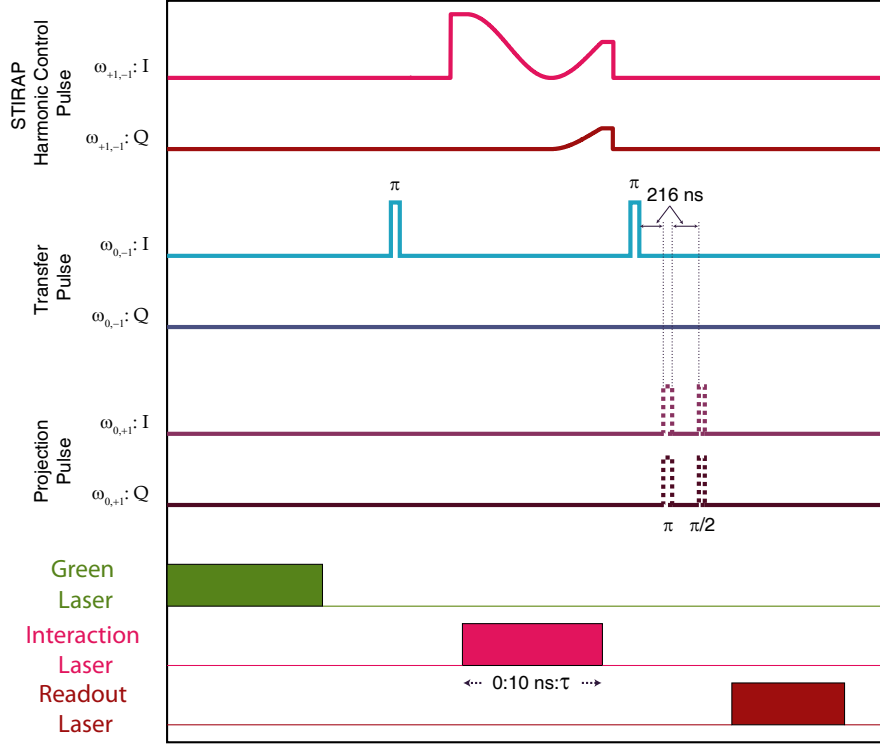 STIRAP
Harmonic Control
Pulse
ω+1,−1: I
ω+1,−1: Q
Transfer
Pulse
π
π
216 ns
ω0,−1: I
ω0,−1: Q
Projection
Pulse
ω0,+1: I
ω0,+1: Q
π
π/2
Green
Laser
Interaction
Laser
0:10 ns:τ
Readout
Laser